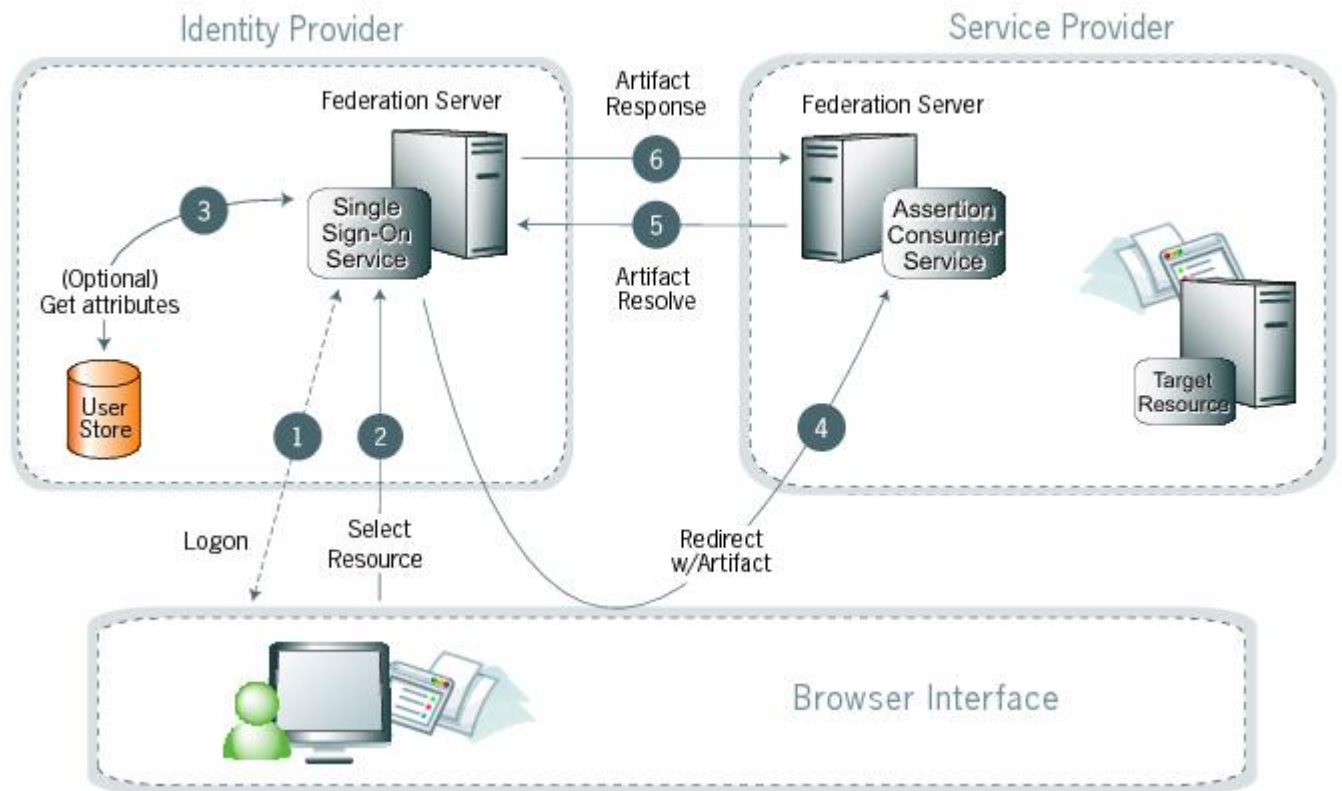 Identity Provider
Service Provider
Federation Server
Artifact
Response
Federation Server
6
3
Single
Sign-On
Service
5
Assertion
Consumer
Service
(Optional)
Get attributes
Artifact
Resolve
User
Store
Target
Resource
1
2
4
Logon
Select
Resource
Redirect
w/Artifact
Browser Interface